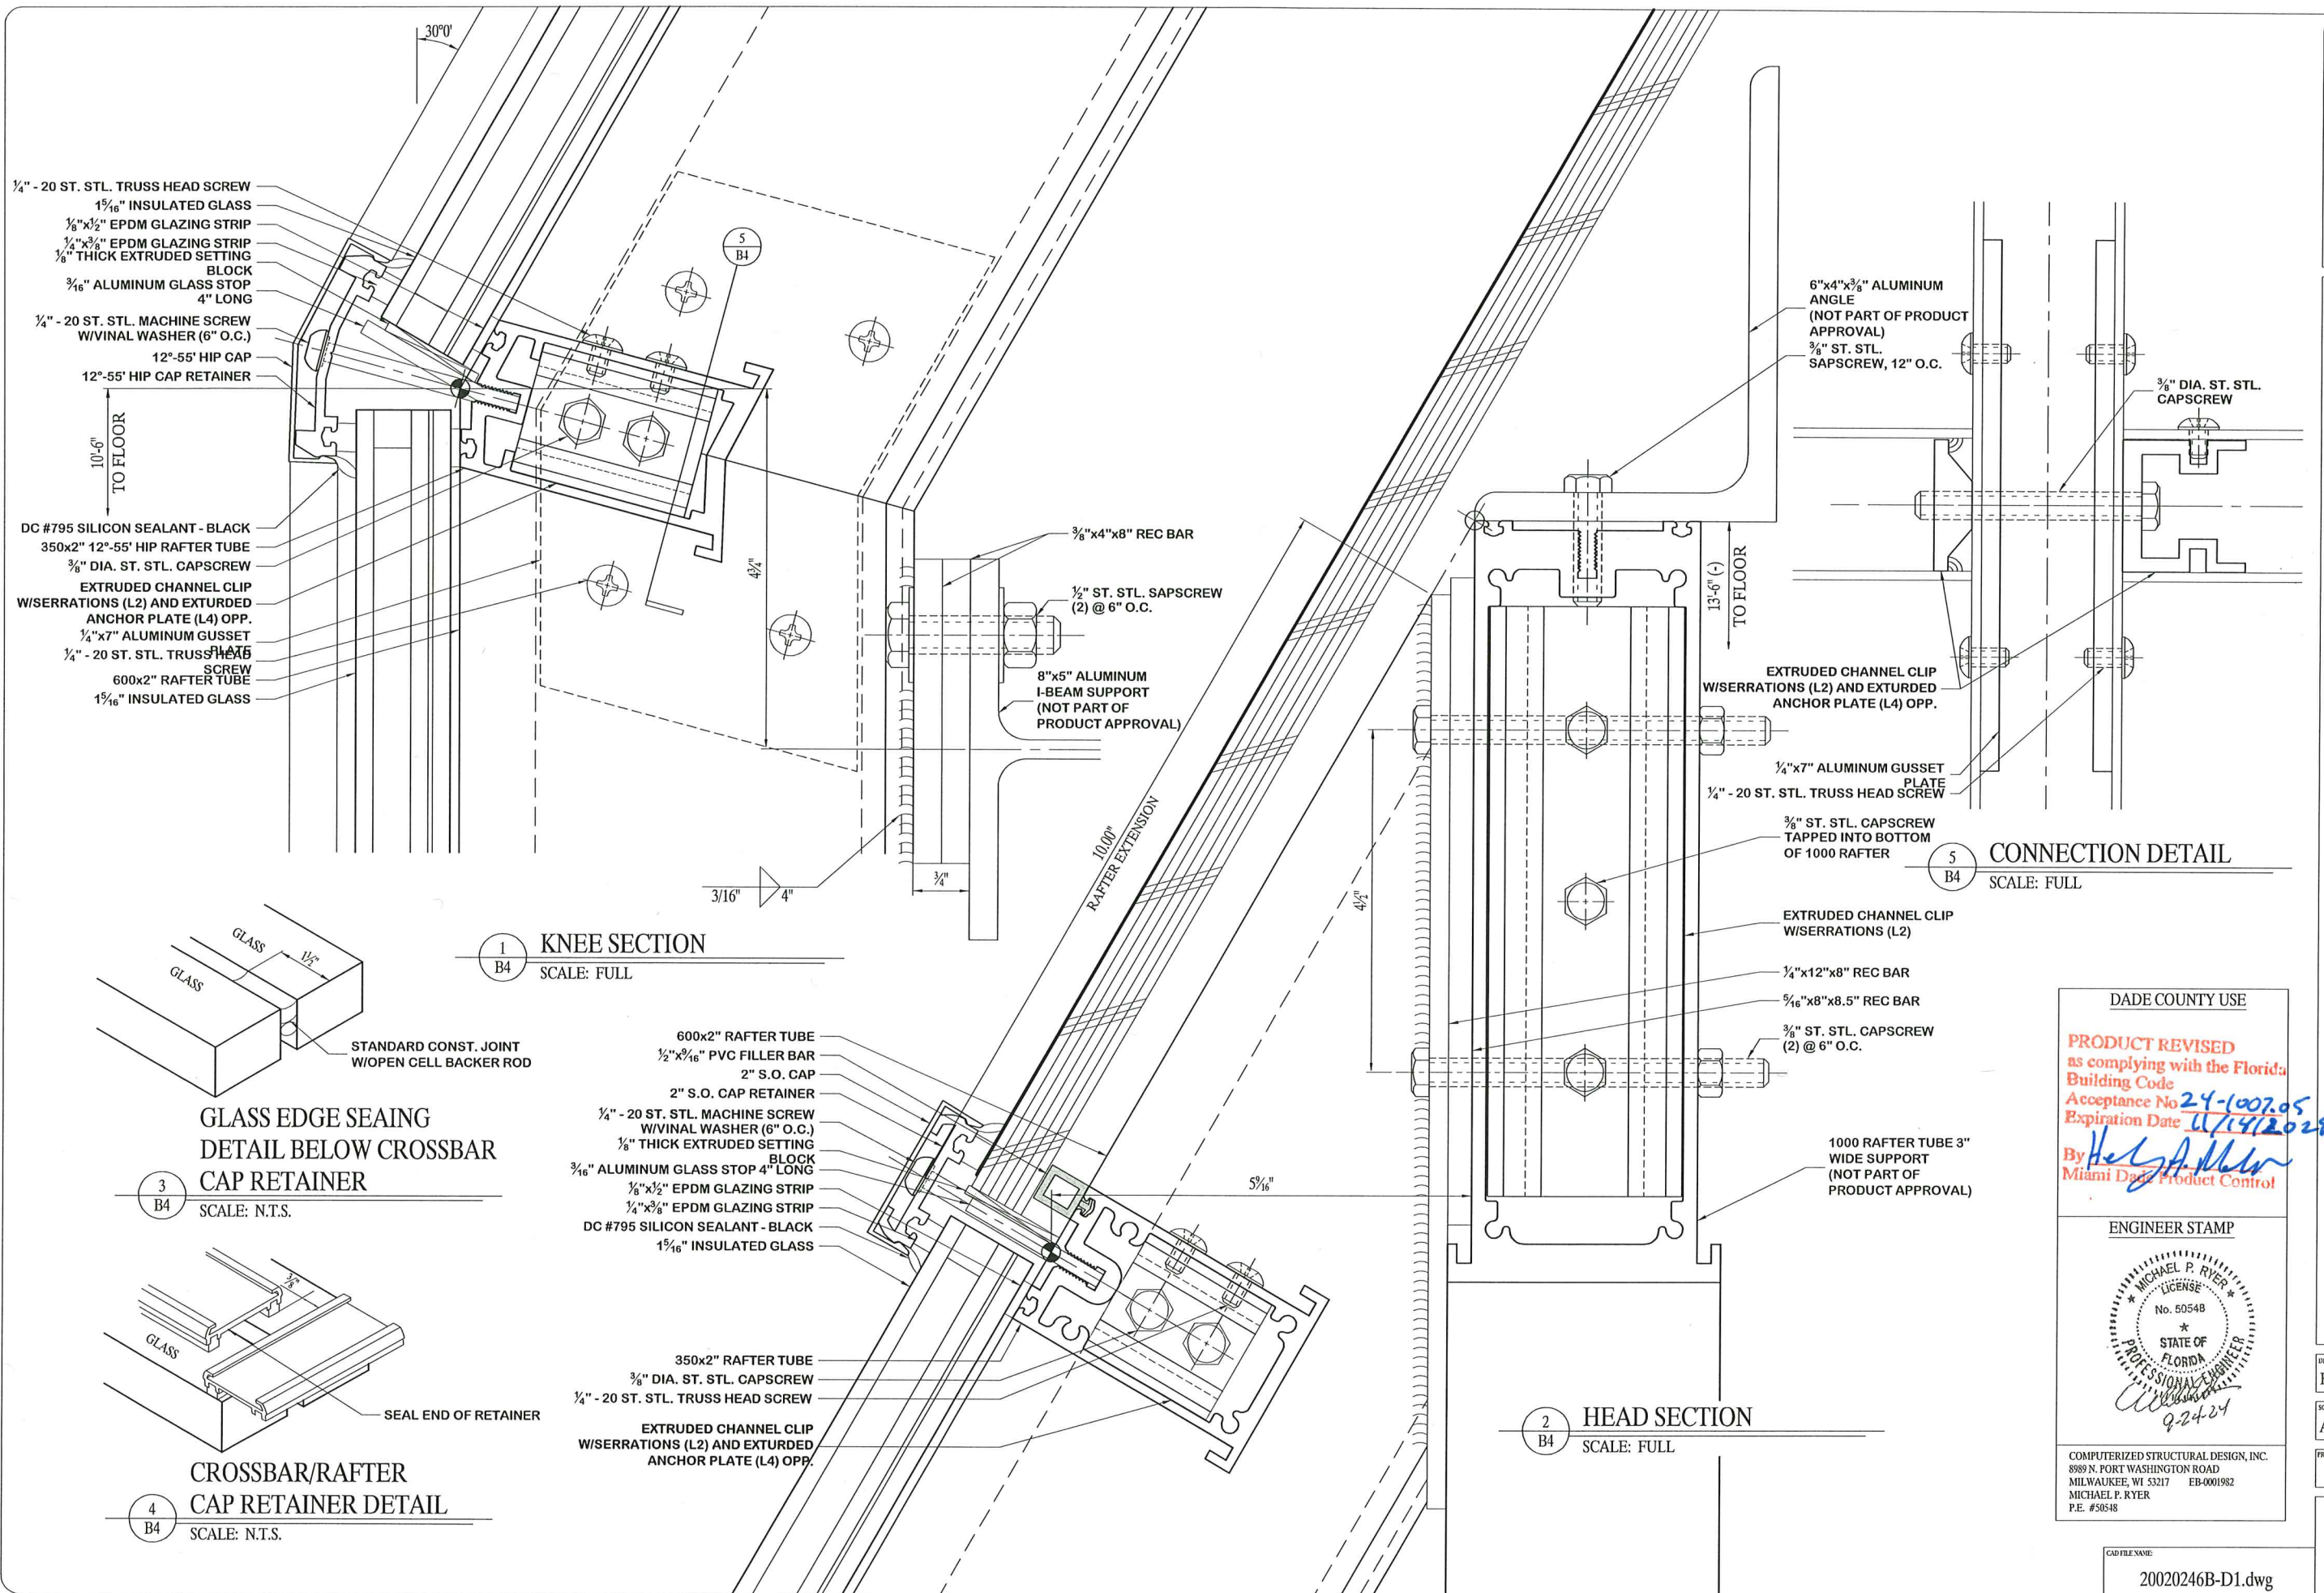 30°0'
¼" - 20 ST. STL. TRUSS HEAD SCREW
1⁵⁄₁₆" INSULATED GLASS
⅛"x½" EPDM GLAZING STRIP
¼"x⅜" EPDM GLAZING STRIP
⅛" THICK EXTRUDED SETTING
BLOCK
³⁄₁₆" ALUMINUM GLASS STOP
4" LONG
¼" - 20 ST. STL. MACHINE SCREW
W/VINAL WASHER (6" O.C.)
12°-55' HIP CAP
12°-55' HIP CAP RETAINER
10'-6"
TO FLOOR
DC #795 SILICON SEALANT - BLACK
350x2" 12°-55' HIP RAFTER TUBE
⅜" DIA. ST. STL. CAPSCREW
EXTRUDED CHANNEL CLIP
W/SERRATIONS (L2) AND EXTURDED
ANCHOR PLATE (L4) OPP.
¼"x7" ALUMINUM GUSSET
PLATE
¼" - 20 ST. STL. TRUSS HEAD
SCREW
600x2" RAFTER TUBE
1⁵⁄₁₆" INSULATED GLASS
5
B4
4¾"
⅜"x4"x8" REC BAR
½" ST. STL. SAPSCREW
(2) @ 6" O.C.
8"x5" ALUMINUM
I-BEAM SUPPORT
(NOT PART OF
PRODUCT APPROVAL)
¾"
3/16"
4"
1
B4
KNEE SECTION
SCALE: FULL
6"x4"x⅜" ALUMINUM
ANGLE
(NOT PART OF PRODUCT
APPROVAL)
⅜" ST. STL.
SAPSCREW, 12" O.C.
13'-6" (-)
TO FLOOR
10.00"
RAFTER EXTENSION
4½"
⅜" DIA. ST. STL.
CAPSCREW
EXTRUDED CHANNEL CLIP
W/SERRATIONS (L2) AND EXTURDED
ANCHOR PLATE (L4) OPP.
¼"x7" ALUMINUM GUSSET
PLATE
¼" - 20 ST. STL. TRUSS HEAD SCREW
5
B4
CONNECTION DETAIL
SCALE: FULL
⅜" ST. STL. CAPSCREW
TAPPED INTO BOTTOM
OF 1000 RAFTER
EXTRUDED CHANNEL CLIP
W/SERRATIONS (L2)
¼"x12"x8" REC BAR
⁵⁄₁₆"x8"x8.5" REC BAR
⅜" ST. STL. CAPSCREW
(2) @ 6" O.C.
1000 RAFTER TUBE 3"
WIDE SUPPORT
(NOT PART OF
PRODUCT APPROVAL)
5⁹⁄₁₆"
2
B4
HEAD SECTION
SCALE: FULL
GLASS
GLASS
1½"
STANDARD CONST. JOINT
W/OPEN CELL BACKER ROD
GLASS EDGE SEAING
DETAIL BELOW CROSSBAR
CAP RETAINER
3
B4
SCALE: N.T.S.
⅜"
GLASS
SEAL END OF RETAINER
CROSSBAR/RAFTER
CAP RETAINER DETAIL
4
B4
SCALE: N.T.S.
600x2" RAFTER TUBE
½"x⁹⁄₁₆" PVC FILLER BAR
2" S.O. CAP
2" S.O. CAP RETAINER
¼" - 20 ST. STL. MACHINE SCREW
W/VINAL WASHER (6" O.C.)
⅛" THICK EXTRUDED SETTING
BLOCK
³⁄₁₆" ALUMINUM GLASS STOP 4" LONG
⅛"x½" EPDM GLAZING STRIP
¼"x⅜" EPDM GLAZING STRIP
DC #795 SILICON SEALANT - BLACK
1⁵⁄₁₆" INSULATED GLASS
350x2" RAFTER TUBE
⅜" DIA. ST. STL. CAPSCREW
¼" - 20 ST. STL. TRUSS HEAD SCREW
EXTRUDED CHANNEL CLIP
W/SERRATIONS (L2) AND EXTURDED
ANCHOR PLATE (L4) OPP.
DADE COUNTY USE
PRODUCT REVISED
as complying with the Florida
Building Code
Acceptance No 24-1007.05
Expiration Date 11/14/202
By
Miami Dade Product Control
ENGINEER STAMP
MICHAEL P. RYER
LICENSE
No. 50548
STATE OF
FLORIDA
PROFESSIONAL ENGINEER
9-24-24
COMPUTERIZED STRUCTURAL DESIGN, INC.
8989 N. PORT WASHINGTON ROAD
MILWAUKEE, WI 53217 EB-0001982
MICHAEL P. RYER
P.E. #50548
CAD FILE NAME:
20020246B-D1.dwg